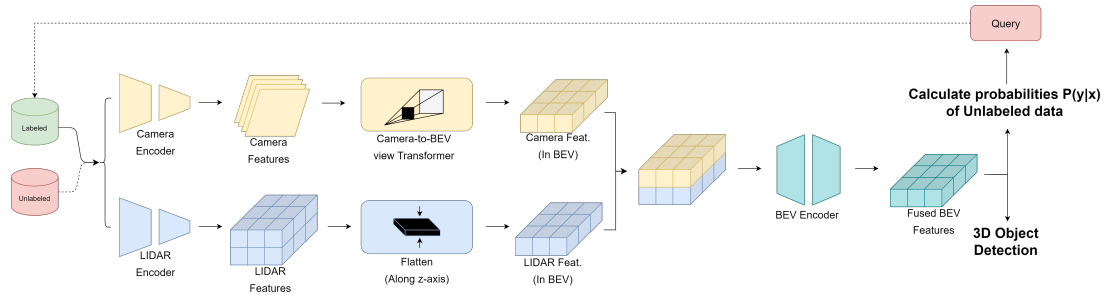 Query
Calculate probabilities P(y|x)
of Unlabeled data
Labeled
Unlabeled
Camera
Encoder
Camera
Features
Camera-to-BEV
view Transformer
Camera Feat.
(In BEV)
LIDAR
Encoder
LIDAR
Features
Flatten
(Along z-axis)
LIDAR Feat.
(In BEV)
BEV Encoder
Fused BEV
Features
3D Object
Detection